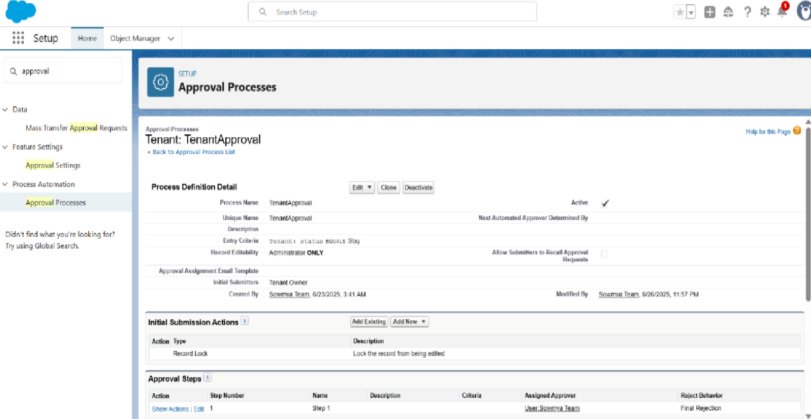 Search Setup
1
Setup
Home
Object Manager
approval
Data
Mass Transfer Approval Requests
Feature Settings
Approval Settings
Process Automation
Approval Processes
Didn't find what you're looking for?
Try using Global Search.
SETUP
Approval Processes
Approval Processes
Tenant: TenantApproval
« Back to Approval Process List
Help for this Page
Process Definition Detail
Edit Clone Deactivate
Process Name TenantApproval Active
Unique Name TenantApproval Next Automated Approver Determined By
Description
Entry Criteria Tenant: status EQUALS Stay
Record Editability Administrator ONLY Allow Submitters to Recall Approval
Requests
Approval Assignment Email Template
Initial Submitters Tenant Owner
Created By Sowmya Team, 6/23/2025, 3:41 AM Modified By Sowmya Team, 6/26/2025, 11:57 PM
Initial Submission Actions i Add Existing Add New
Action Type Description
Record Lock Lock the record from being edited
Approval Steps i
Action Step Number Name Description Criteria Assigned Approver Reject Behavior
Show Actions | Edit 1 Step 1 User:Sowmya Team Final Rejection